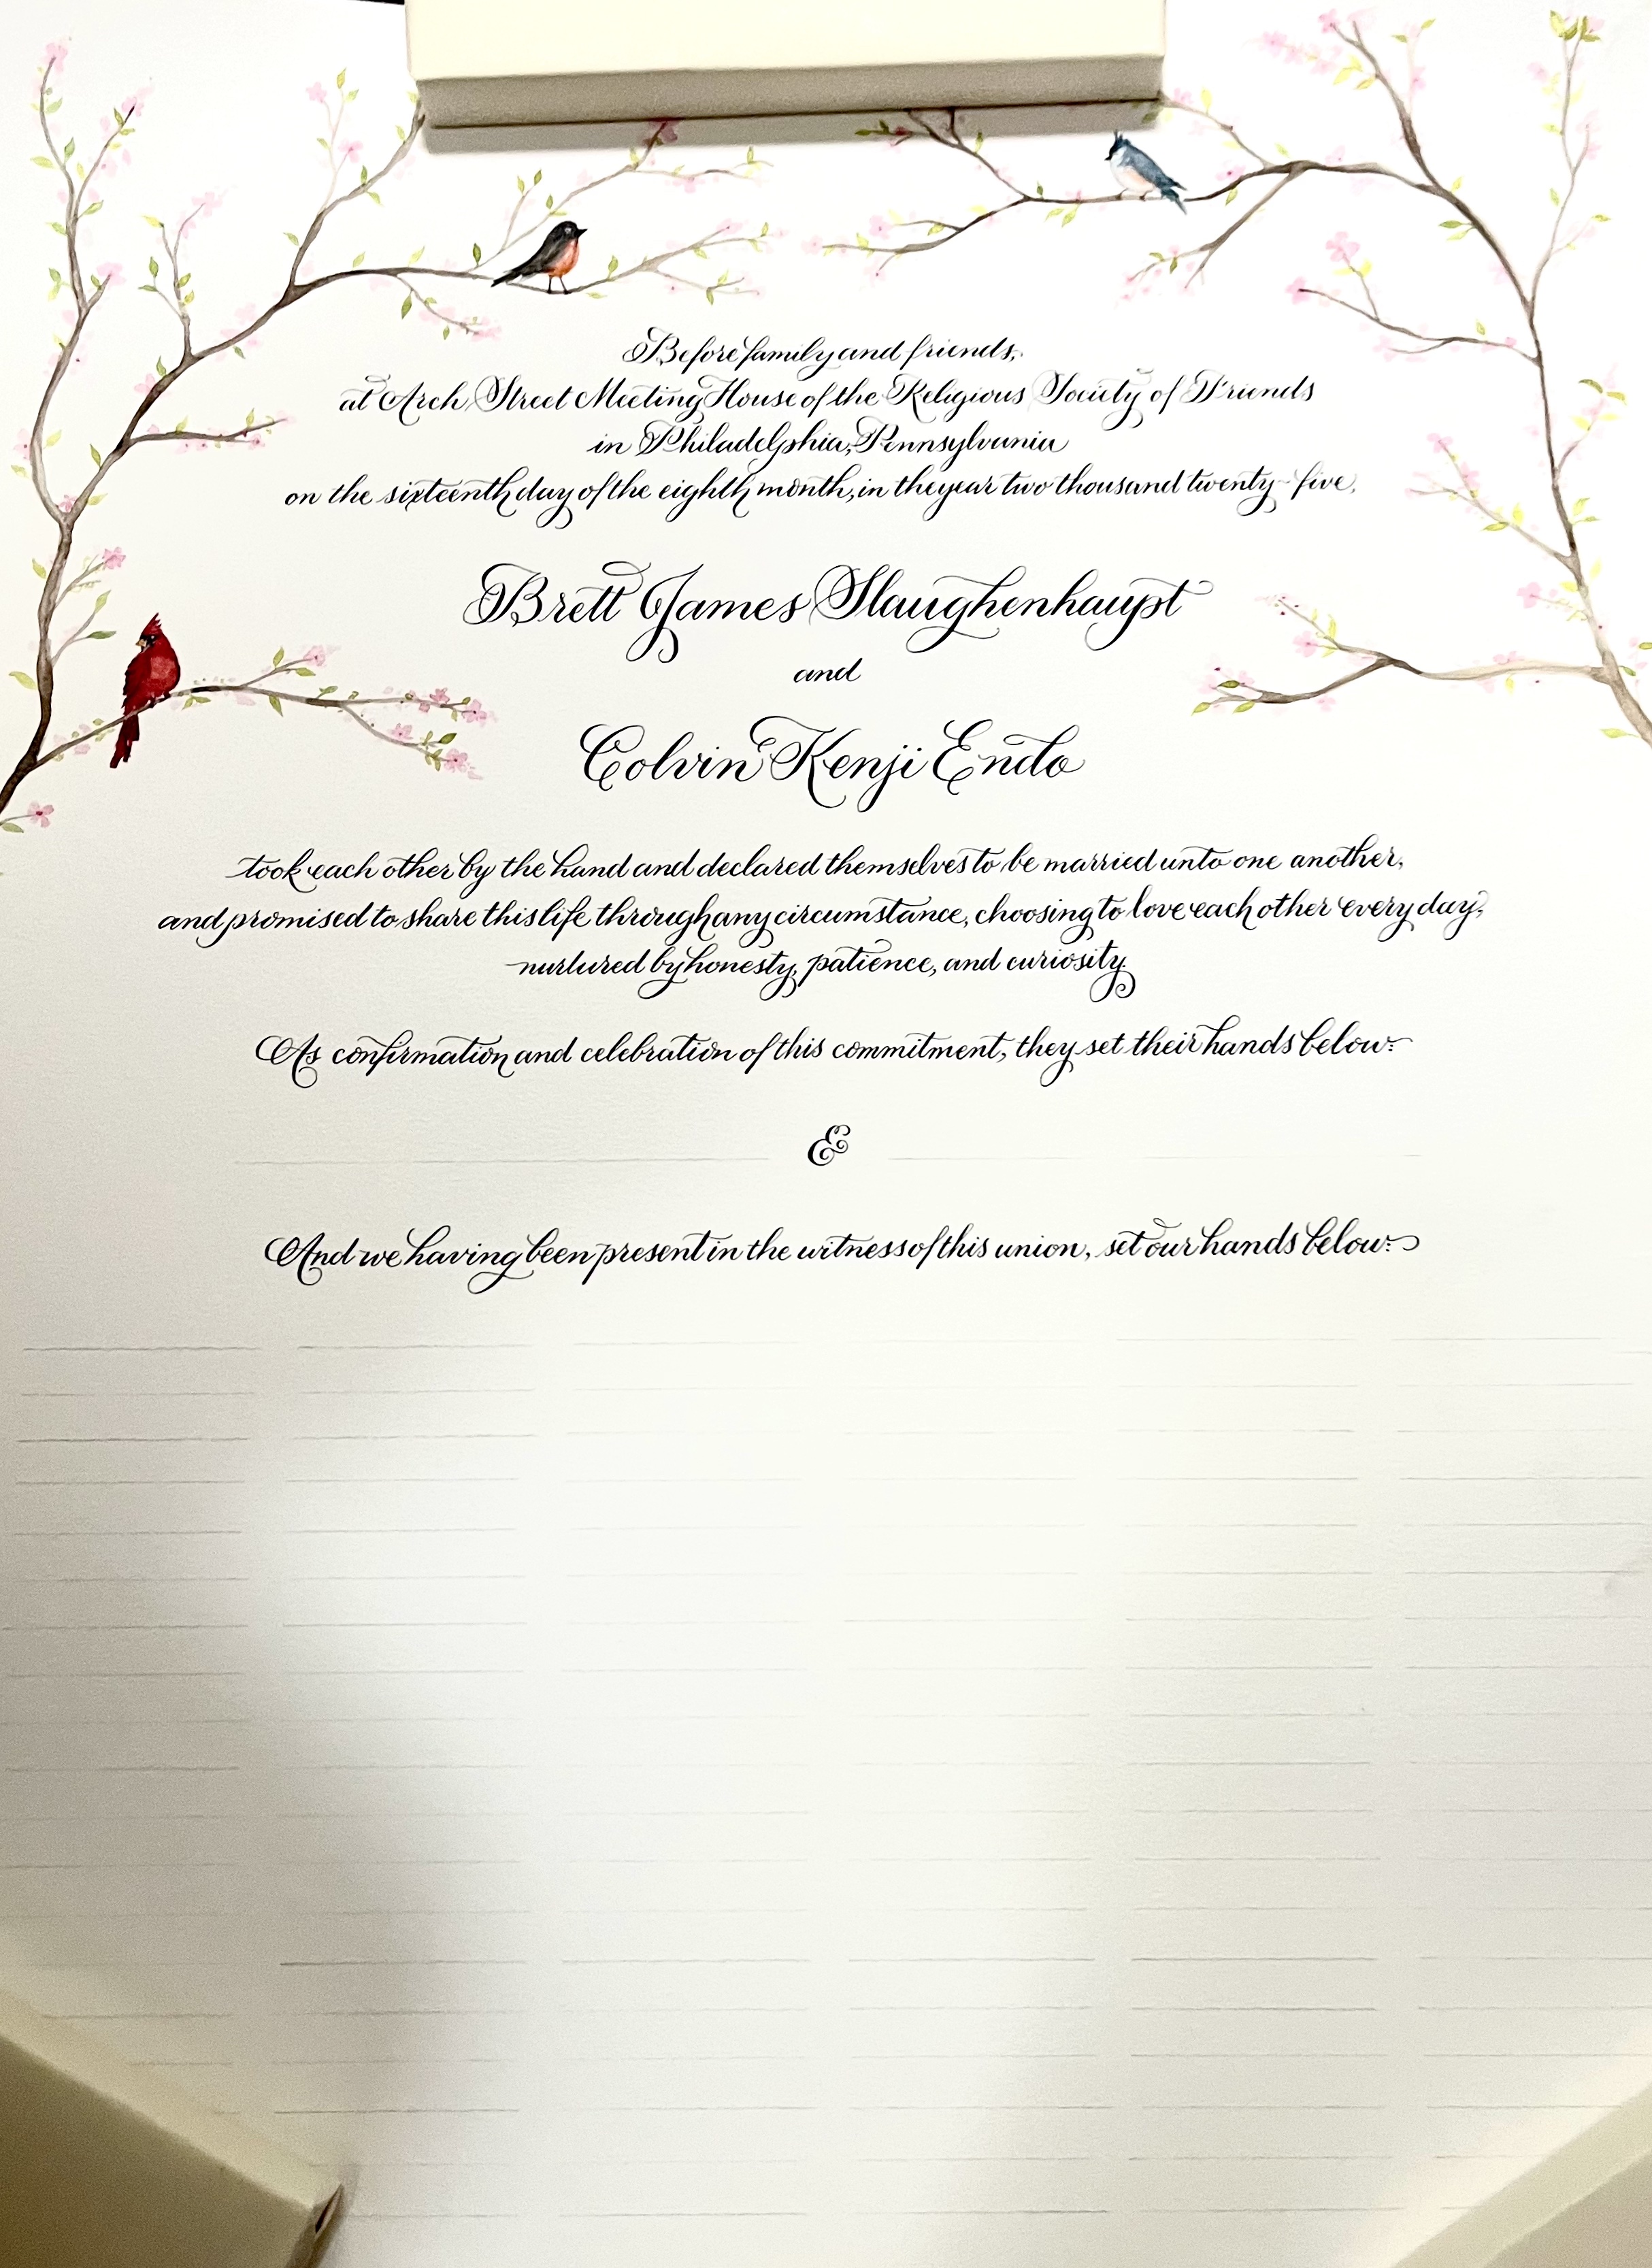 Before family and friends,
at Arch Street Meeting House of the Religious Society of Friends
in Philadelphia, Pennsylvania
on the sixteenth day of the eighth month, in the year two thousand twenty-five,
Brett James Slaughenhaupt
and
Colvin Kenji Endo
took each other by the hand and declared themselves to be married unto one another,
and promised to share this life through any circumstance, choosing to love each other every day,
nurtured by honesty, patience, and curiosity.
As confirmation and celebration of this commitment, they set their hands below:
&
And we having been present in the witness of this union, set our hands below: